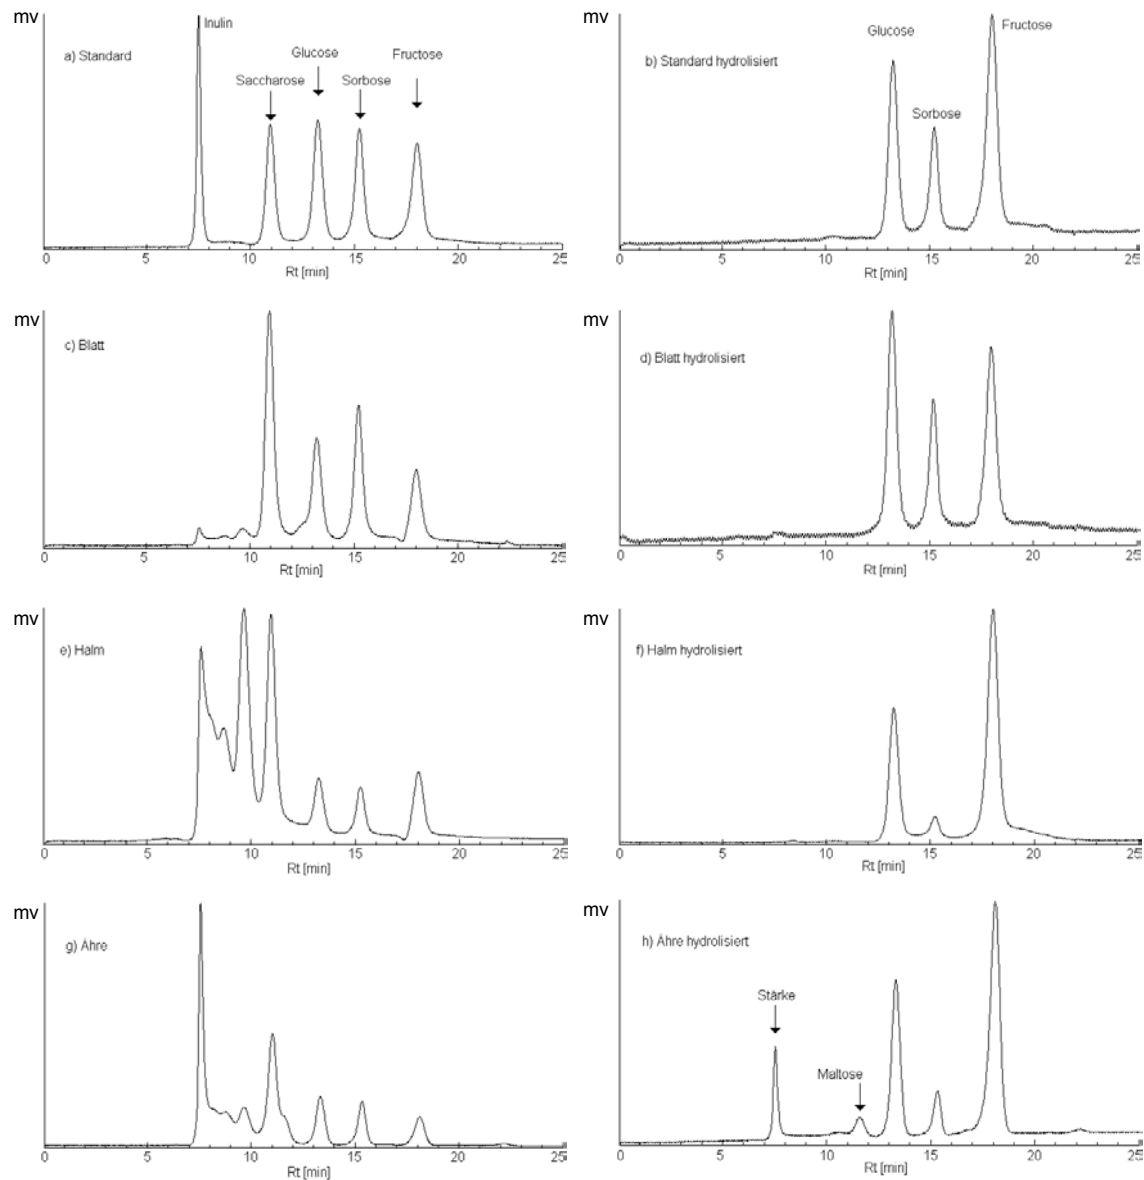 mv
a) Standard
Inulin
Saccharose
Glucose
Sorbose
Fructose
0 5 10 15 20 25
Rt [min]
mv
b) Standard hydrolisiert
Glucose
Sorbose
Fructose
0 5 10 15 20 25
Rt [min]
mv
c) Blatt
0 5 10 15 20 25
Rt [min]
mv
d) Blatt hydrolisiert
0 5 10 15 20 25
Rt [min]
mv
e) Halm
0 5 10 15 20 25
Rt [min]
mv
f) Halm hydrolisiert
0 5 10 15 20 25
Rt [min]
mv
g) Ähre
0 5 10 15 20 25
Rt [min]
mv
h) Ähre hydrolisiert
Stärke
Maltose
0 5 10 15 20 25
Rt [min]